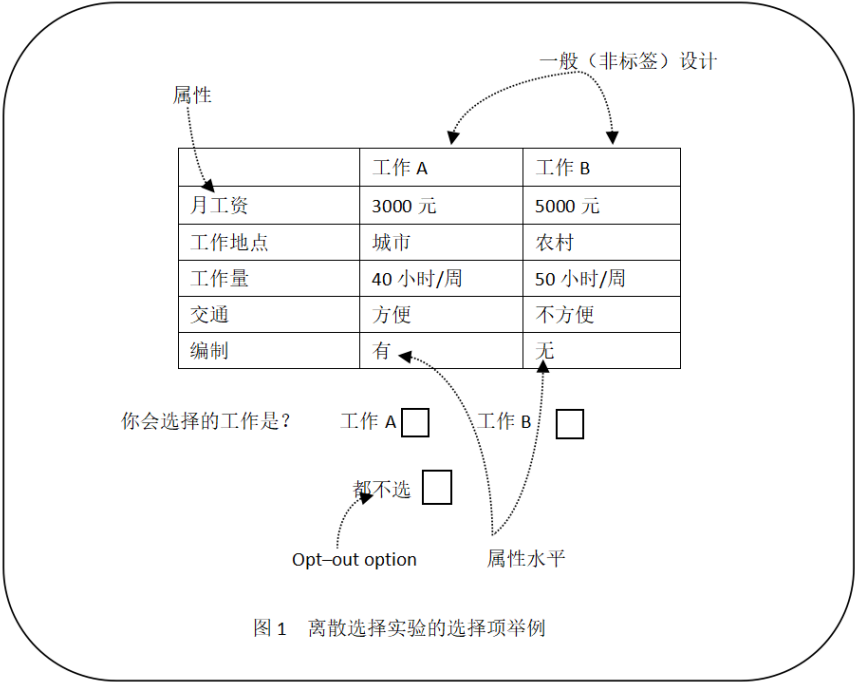 一般（非标签）设计
属性
工作 A 工作 B
月工资 3000 元 5000 元
工作地点 城市 农村
工作量 40 小时/周 50 小时/周
交通 方便 不方便
编制 有 无
你会选择的工作是？ 工作 A 工作 B
都不选
Opt–out option 属性水平
图 1 离散选择实验的选择项举例